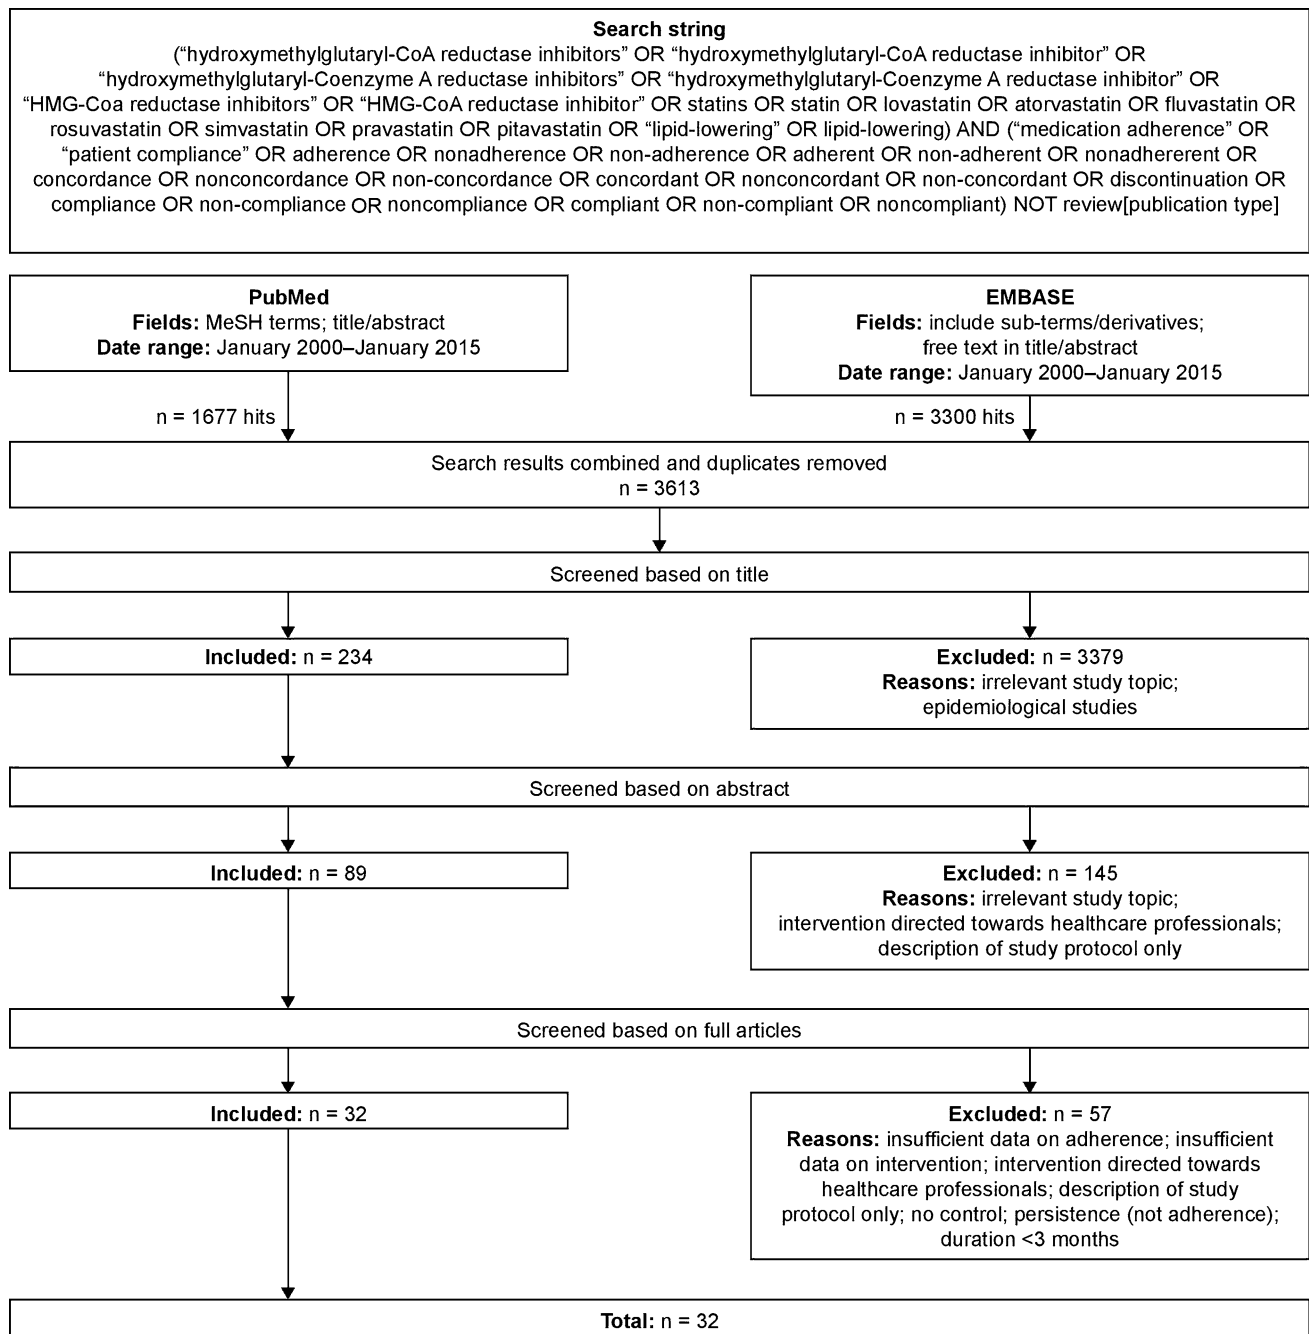 Search string
(“hydroxymethylglutaryl-CoA reductase inhibitors” OR “hydroxymethylglutaryl-CoA reductase inhibitor” OR
“hydroxymethylglutaryl-Coenzyme A reductase inhibitors” OR “hydroxymethylglutaryl-Coenzyme A reductase inhibitor” OR
“HMG-Coa reductase inhibitors” OR “HMG-CoA reductase inhibitor” OR statins OR statin OR lovastatin OR atorvastatin OR fluvastatin OR
rosuvastatin OR simvastatin OR pravastatin OR pitavastatin OR “lipid-lowering” OR lipid-lowering) AND (“medication adherence” OR
“patient compliance” OR adherence OR nonadherence OR non-adherence OR adherent OR non-adherent OR nonadhererent OR
concordance OR nonconcordance OR non-concordance OR concordant OR nonconcordant OR non-concordant OR discontinuation OR
compliance OR non-compliance OR noncompliance OR compliant OR non-compliant OR noncompliant) NOT review[publication type]
PubMed
Fields: MeSH terms; title/abstract
Date range: January 2000–January 2015
EMBASE
Fields: include sub-terms/derivatives;
free text in title/abstract
Date range: January 2000–January 2015
n = 1677 hits
n = 3300 hits
Search results combined and duplicates removed
n = 3613
Screened based on title
Included: n = 234
Excluded: n = 3379
Reasons: irrelevant study topic;
epidemiological studies
Screened based on abstract
Included: n = 89
Excluded: n = 145
Reasons: irrelevant study topic;
intervention directed towards healthcare professionals;
description of study protocol only
Screened based on full articles
Included: n = 32
Excluded: n = 57
Reasons: insufficient data on adherence; insufficient
data on intervention; intervention directed towards
healthcare professionals; description of study
protocol only; no control; persistence (not adherence);
duration <3 months
Total: n = 32